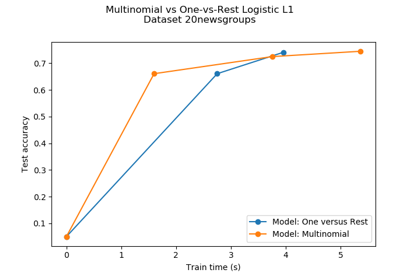 Multinomial vs One-vs-Rest Logistic L1
Dataset 20newsgroups
Test accuracy
0.7
0.6
0.5
0.4
0.3
0.2
0.1
0
1
2
3
4
5
Train time (s)
Model: One versus Rest
Model: Multinomial